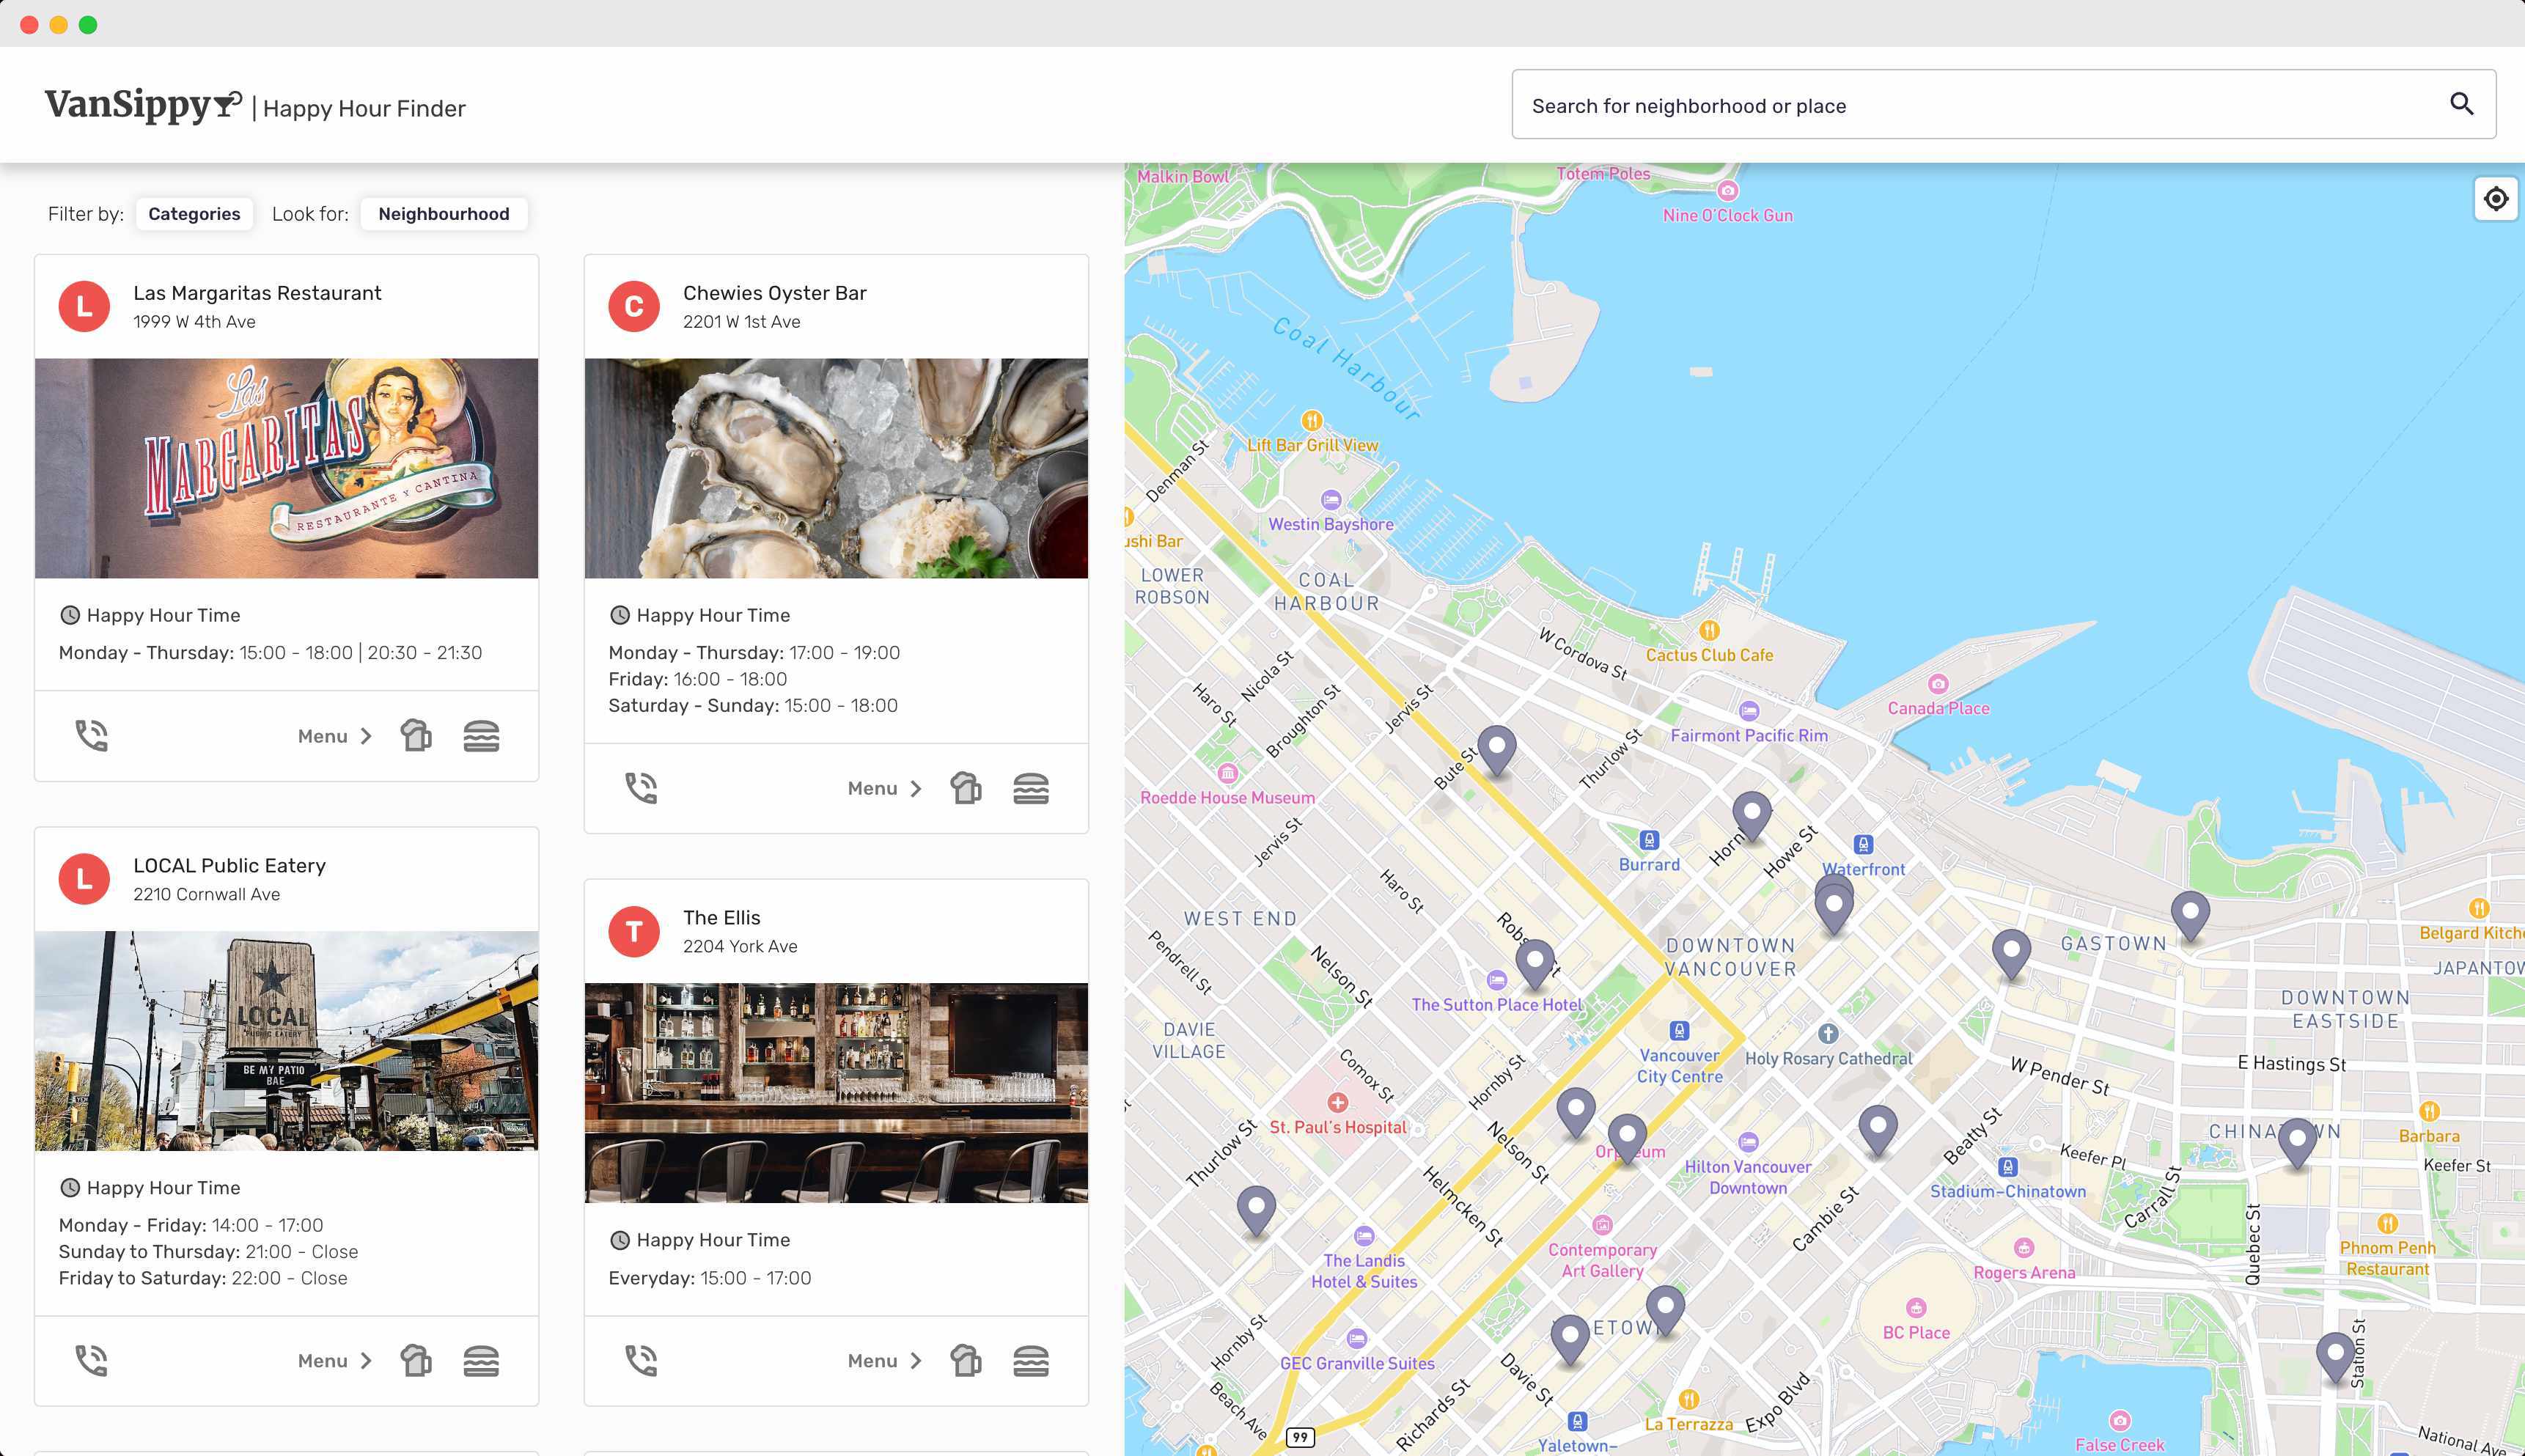 VanSippy | Happy Hour Finder
Search for neighborhood or place
Filter by: Categories Look for: Neighbourhood
L
Las Margaritas Restaurant
1999 W 4th Ave
Las
MARGARITAS
RESTAURANTE Y CANTINA
Happy Hour Time
Monday - Thursday: 15:00 - 18:00 | 20:30 - 21:30
Menu
C
Chewies Oyster Bar
2201 W 1st Ave
Happy Hour Time
Monday - Thursday: 17:00 - 19:00
Friday: 16:00 - 18:00
Saturday - Sunday: 15:00 - 18:00
Menu
L
LOCAL Public Eatery
2210 Cornwall Ave
LOCAL
PUBLIC EATERY
BE MY PATIO
BAE
Happy Hour Time
Monday - Friday: 14:00 - 17:00
Sunday to Thursday: 21:00 - Close
Friday to Saturday: 22:00 - Close
Menu
T
The Ellis
2204 York Ave
Happy Hour Time
Everyday: 15:00 - 17:00
Menu
Malkin Bowl
Totem Poles
Nine O'Clock Gun
Coal Harbour
Lift Bar Grill View
Denman St
Westin Bayshore
ushi Bar
LOWER
ROBSON
COAL
HARBOUR
W Cordova St
Cactus Club Cafe
Canada Place
Fairmont Pacific Rim
Nicola St
Haro St
Broughton St
Jervis St
Bute St
Thurlow St
Roedde House Museum
Jervis St
Burrard
Howe St
Waterfront
Haro St
WEST END
DOWNTOWN
VANCOUVER
GASTOWN
Belgard Kitche
JAPANTOW
Pendrell St
Nelson St
The Sutton Place Hotel
DOWNTOWN
EASTSIDE
DAVIE
VILLAGE
Vancouver
City Centre
Holy Rosary Cathedral
E Hastings St
W Pender St
Comox St
Hornby St
St. Paul's Hospital
Nelson St
Thurlow St
Hilton Vancouver
Downtown
Beatty St
Keefer Pl
Barbara
Keefer St
Stadium–Chinatown
Carrall St
Helmcken St
Cambie St
Quebec St
Contemporary
Art Gallery
The Landis
Hotel & Suites
Rogers Arena
Phnom Penh
Restaurant
BC Place
Hornby St
GEC Granville Suites
Davie St
Station St
Beach Ave
Richards St
La Terrazza
Expo Blvd
99
Yaletown–
False Creek
National Ave